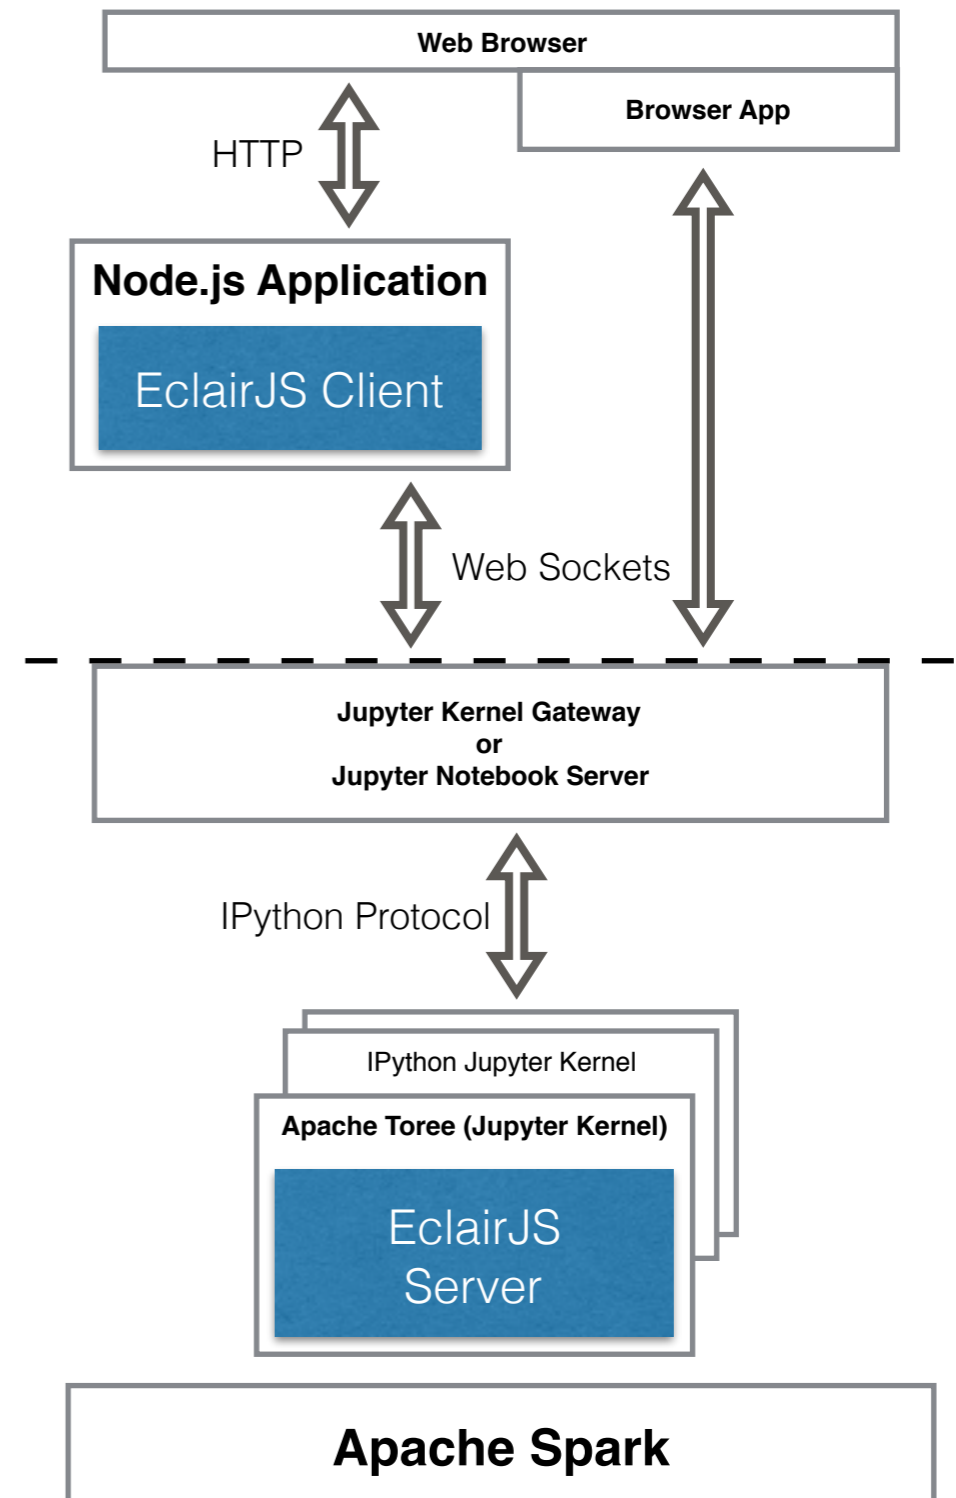 Web Browser
Browser App
HTTP
Node.js Application
EclairJS Client
Web Sockets
Jupyter Kernel Gateway
or
Jupyter Notebook Server
IPython Protocol
IPython Jupyter Kernel
Apache Toree (Jupyter Kernel)
EclairJS
Server
Apache Spark